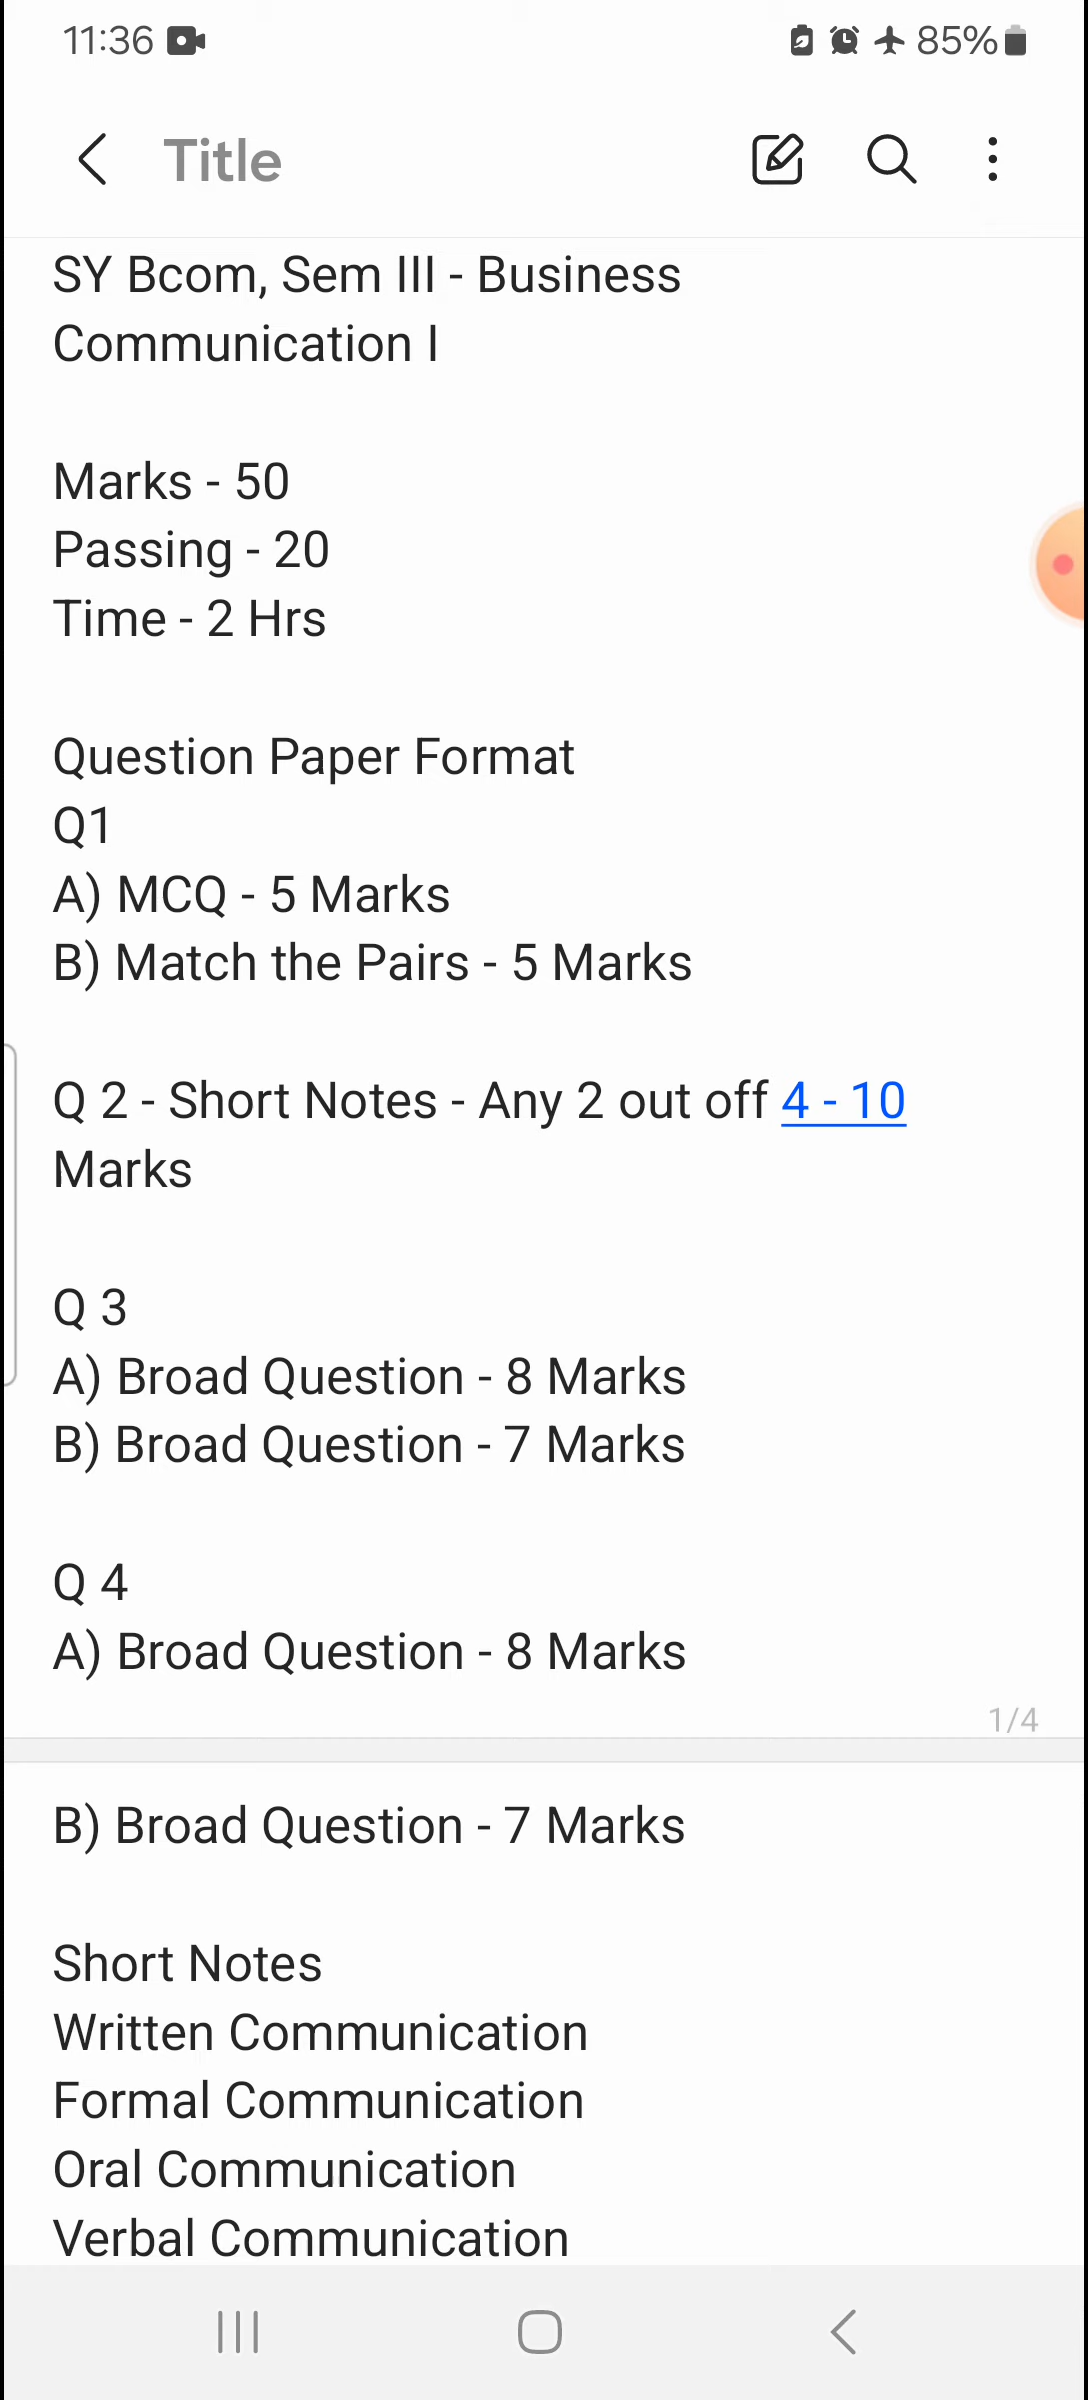 11:36
85%
Title
SY Bcom, Sem III - Business
Communication I
Marks - 50
Passing - 20
Time - 2 Hrs
Question Paper Format
Q1
A) MCQ - 5 Marks
B) Match the Pairs - 5 Marks
Q 2 - Short Notes - Any 2 out off 4 - 10
Marks
Q 3
A) Broad Question - 8 Marks
B) Broad Question - 7 Marks
Q 4
A) Broad Question - 8 Marks
1/4
B) Broad Question - 7 Marks
Short Notes
Written Communication
Formal Communication
Oral Communication
Verbal Communication